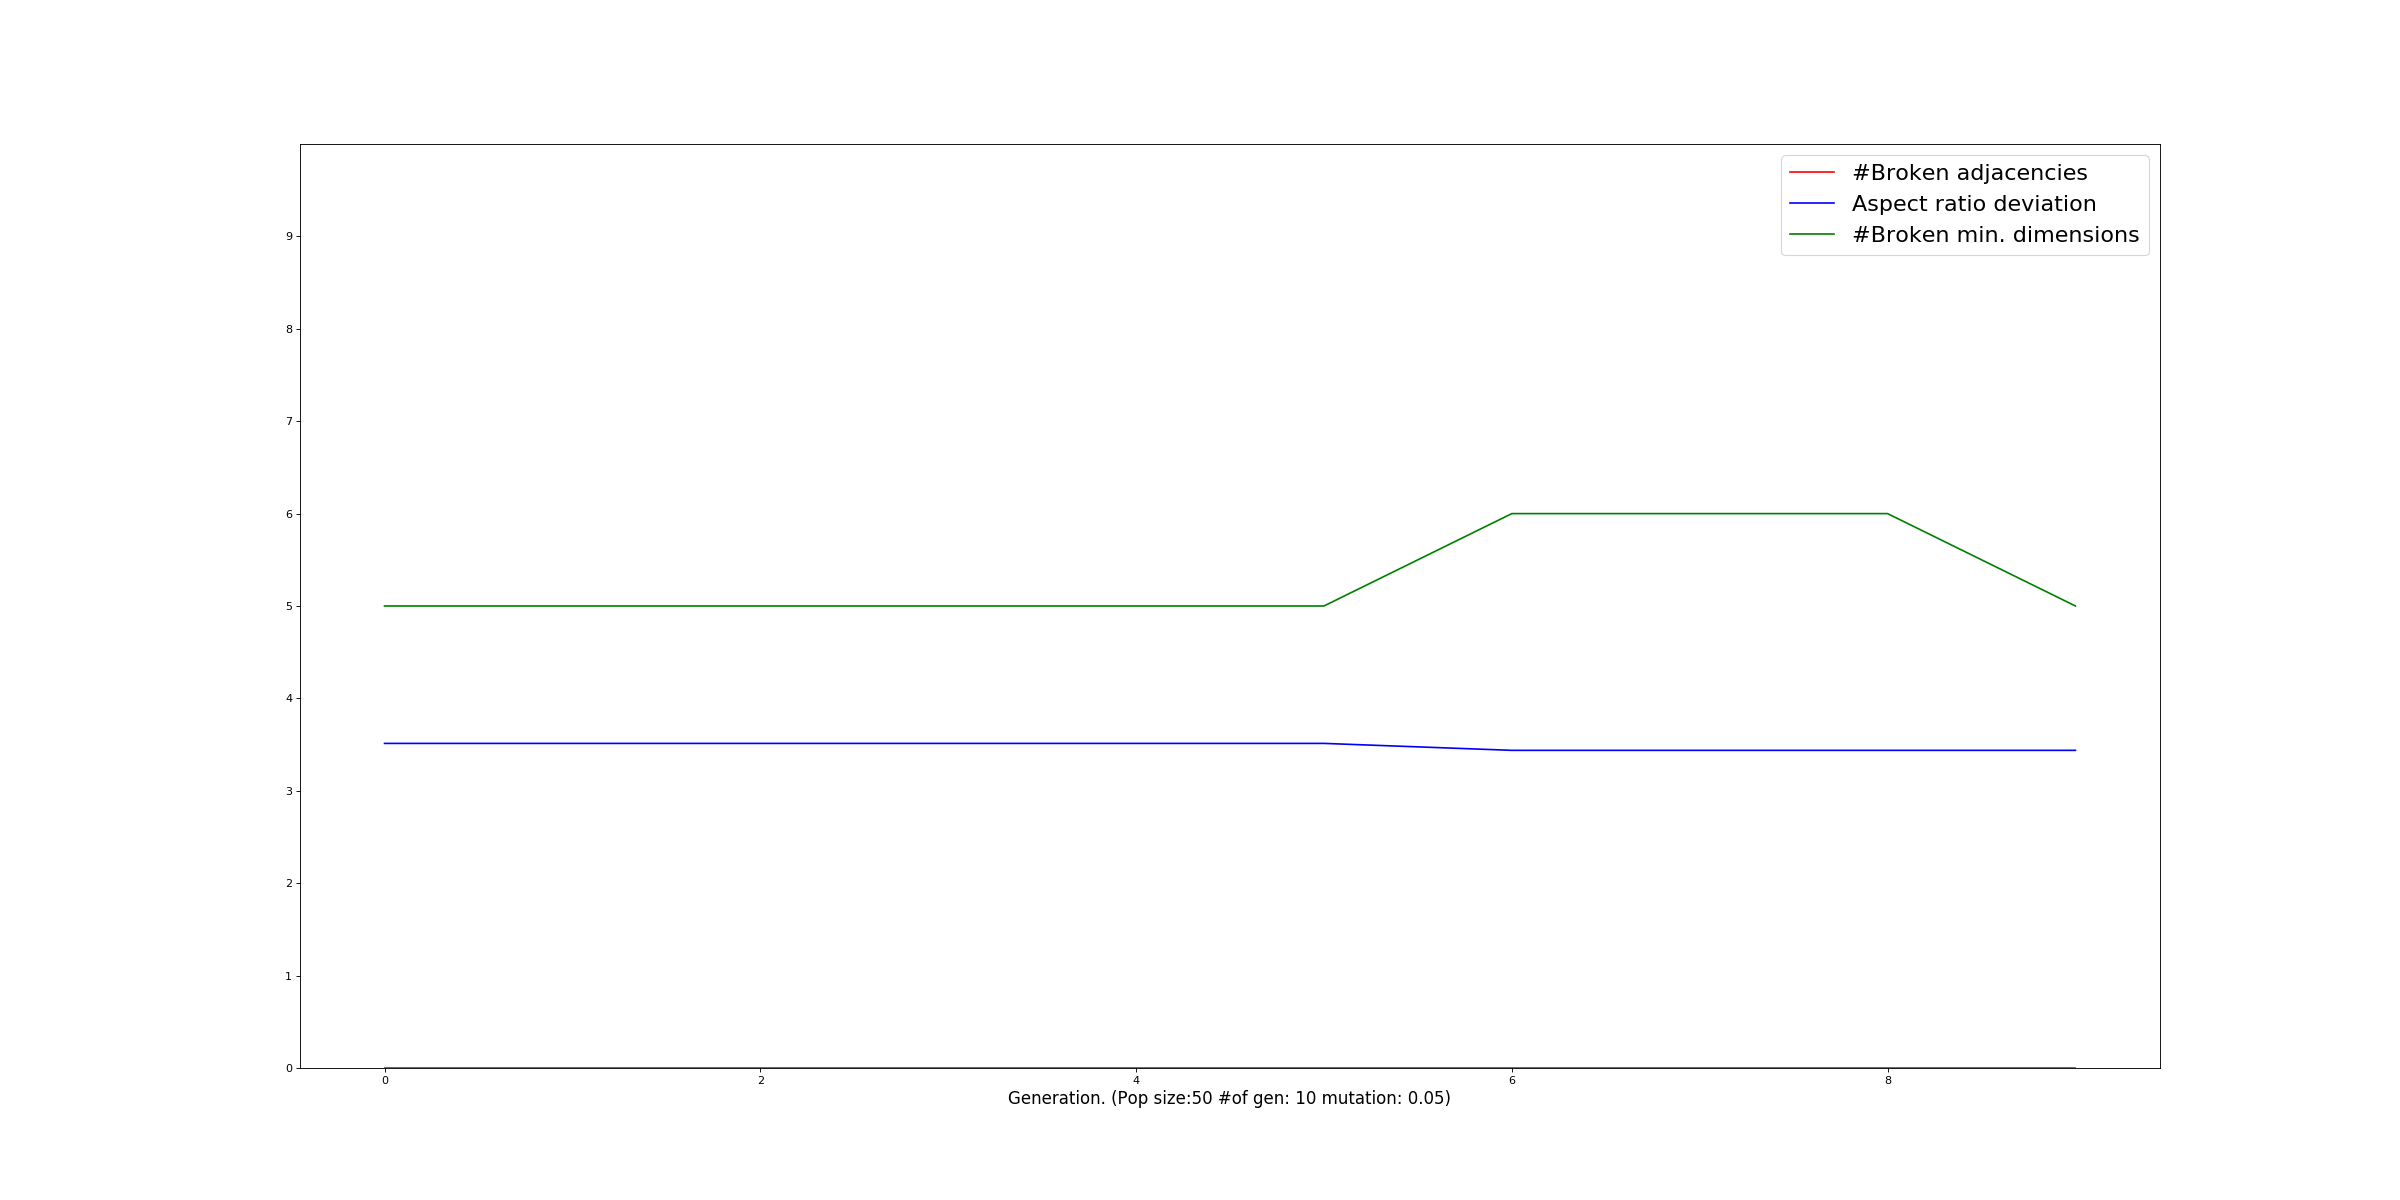 #Broken adjacencies
Aspect ratio deviation
#Broken min. dimensions
9
8
7
6
5
4
3
2
1
0
0 2 4 6 8
Generation. (Pop size:50 #of gen: 10 mutation: 0.05)